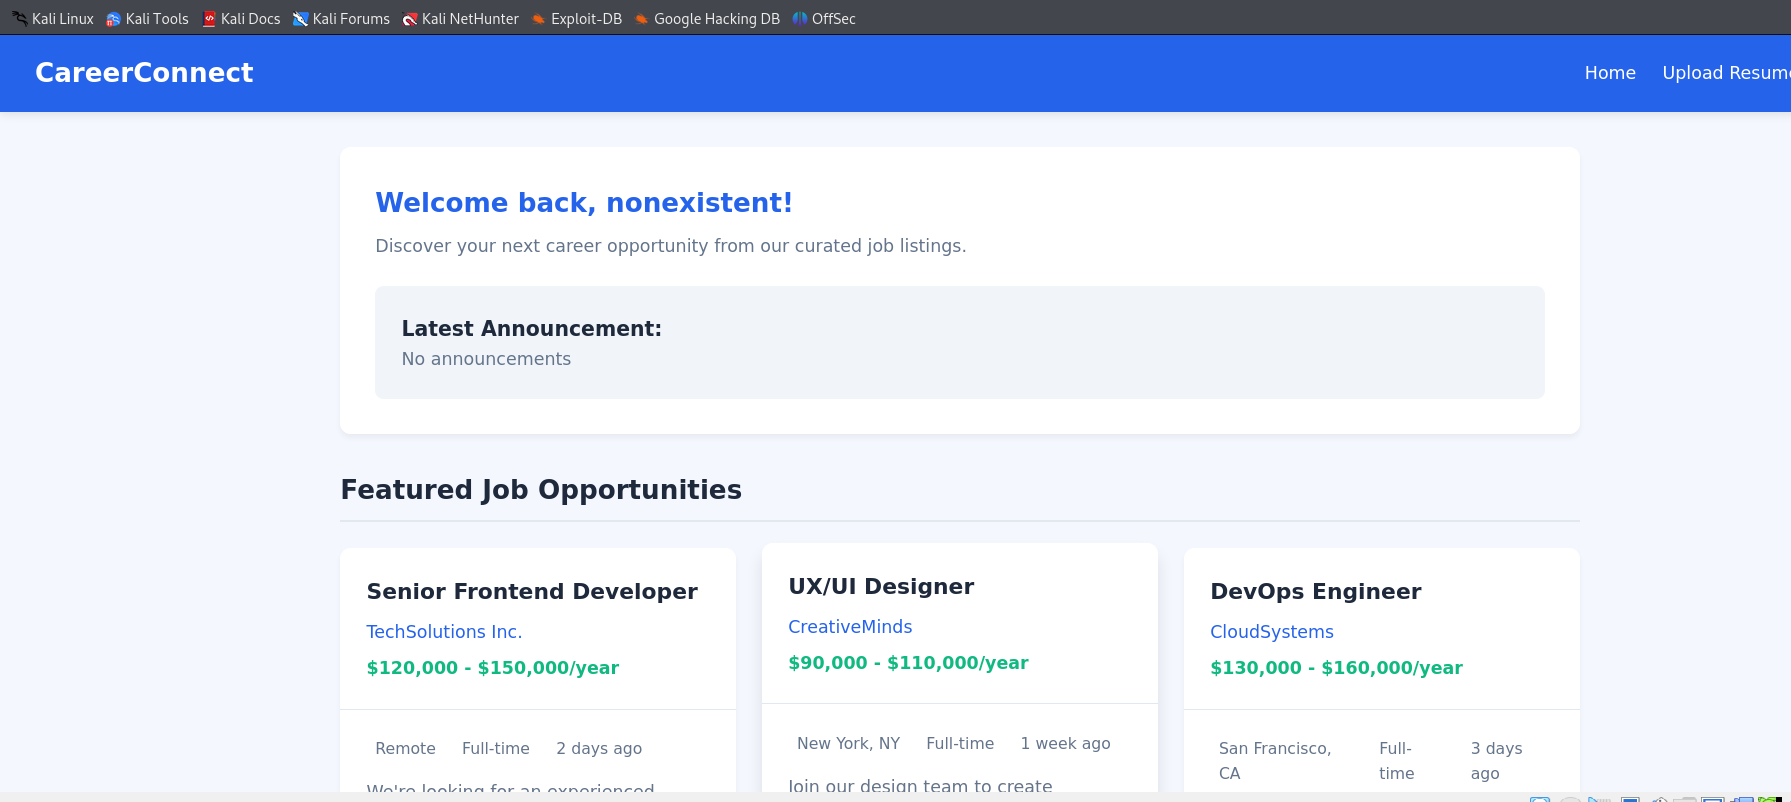 Kali Linux Kali Tools Kali Docs Kali Forums Kali NetHunter Exploit-DB Google Hacking DB OffSec
CareerConnect Home Upload Resume
Welcome back, nonexistent!
Discover your next career opportunity from our curated job listings.
Latest Announcement:
No announcements
Featured Job Opportunities
Senior Frontend Developer
TechSolutions Inc.
$120,000 - $150,000/year
Remote Full-time 2 days ago
We're looking for an experienced
UX/UI Designer
CreativeMinds
$90,000 - $110,000/year
New York, NY Full-time 1 week ago
Join our design team to create
DevOps Engineer
CloudSystems
$130,000 - $160,000/year
San Francisco, Full- 3 days
CA time ago